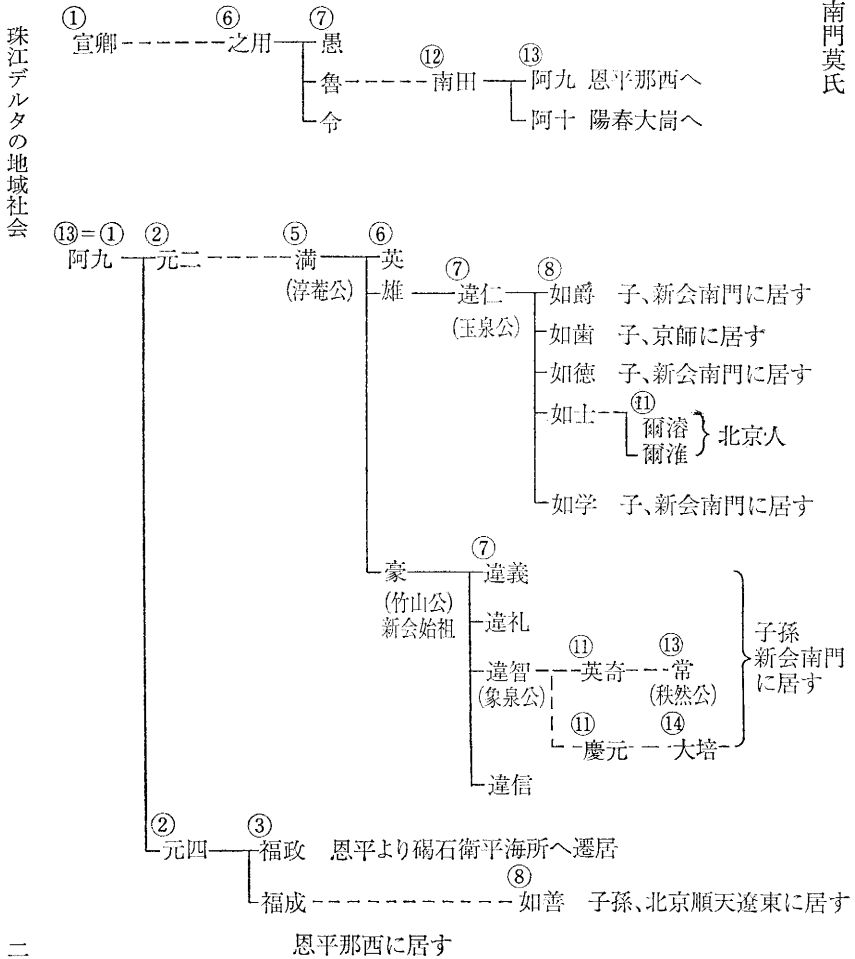 南門莫氏
① ⑥ ⑦
宣卿 之用 愚
⑫ ⑬
魯 南田 阿九 恩平那西へ
令 阿十 陽春大崗へ
⑬=① ② ⑤ ⑥
阿九 元二 満 英
(淳菴公)
⑦ ⑧
雄 違仁 如爵 子、新会南門に居す
(玉泉公)
如歯 子、京師に居す
如徳 子、新会南門に居す
⑪
如士 爾濬 北京人
爾淮
如学 子、新会南門に居す
⑦
豪 違義
(竹山公)
新会始祖
違礼
⑪ ⑬
違智 英奇 常
(象泉公) (秩然公)
⑪ ⑭
慶元 大培
違信
子孫
新会南門
に居す
② ③
元四 福政 恩平より碣石衛平海所へ遷居
⑧
福成 如善 子孫、北京順天遼東に居す
恩平那西に居す
珠江デルタの地域社会
二